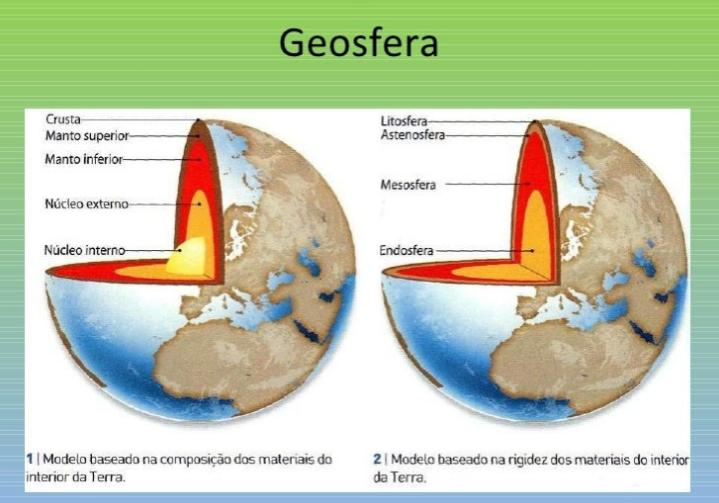 Geosfera
Crusta
Manto superior
Manto inferior
Núcleo externo
Núcleo interno
1 | Modelo baseado na composição dos materiais do
interior da Terra.
Litosfera
Astenosfera
Mesosfera
Endosfera
2 | Modelo baseado na rigidez dos materiais do interior
da Terra.